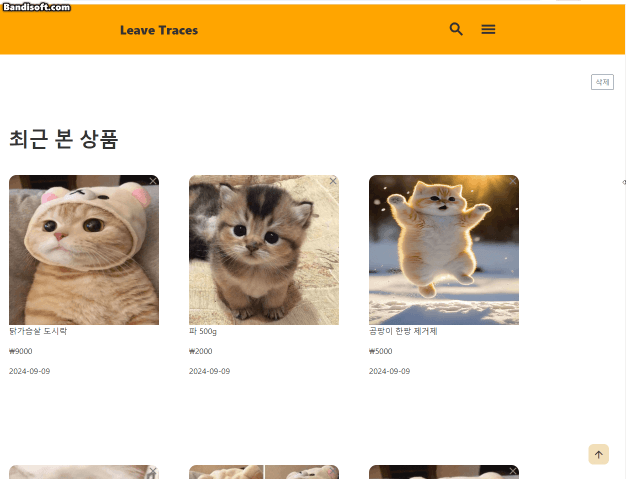 Bandisoft.com
Leave Traces
삭제
최근 본 상품
닭가슴살 도시락
파 500g
곰팡이 한방 제거제
₩9000
₩2000
₩5000
2024-09-09
2024-09-09
2024-09-09